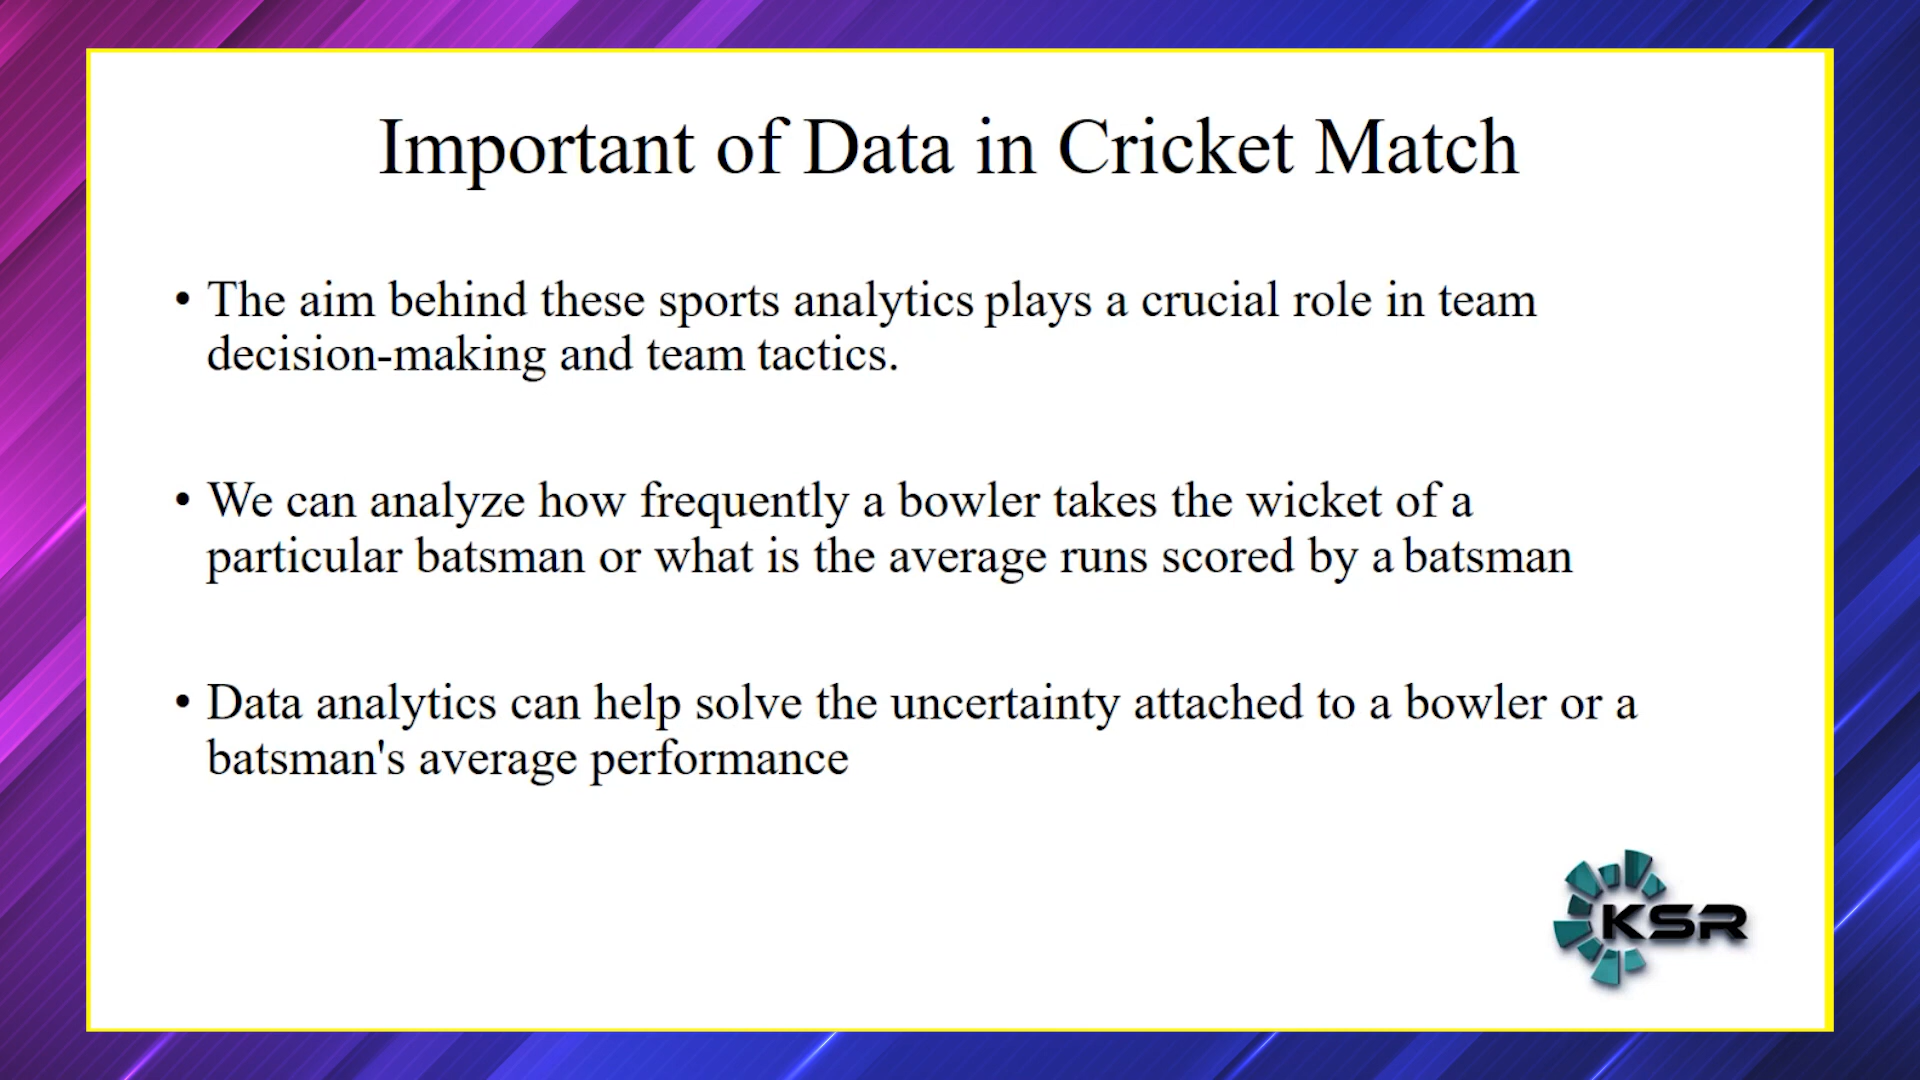 Important of Data in Cricket Match
• The aim behind these sports analytics plays a crucial role in team
decision-making and team tactics.
• We can analyze how frequently a bowler takes the wicket of a
particular batsman or what is the average runs scored by a batsman
• Data analytics can help solve the uncertainty attached to a bowler or a
batsman's average performance
KSR